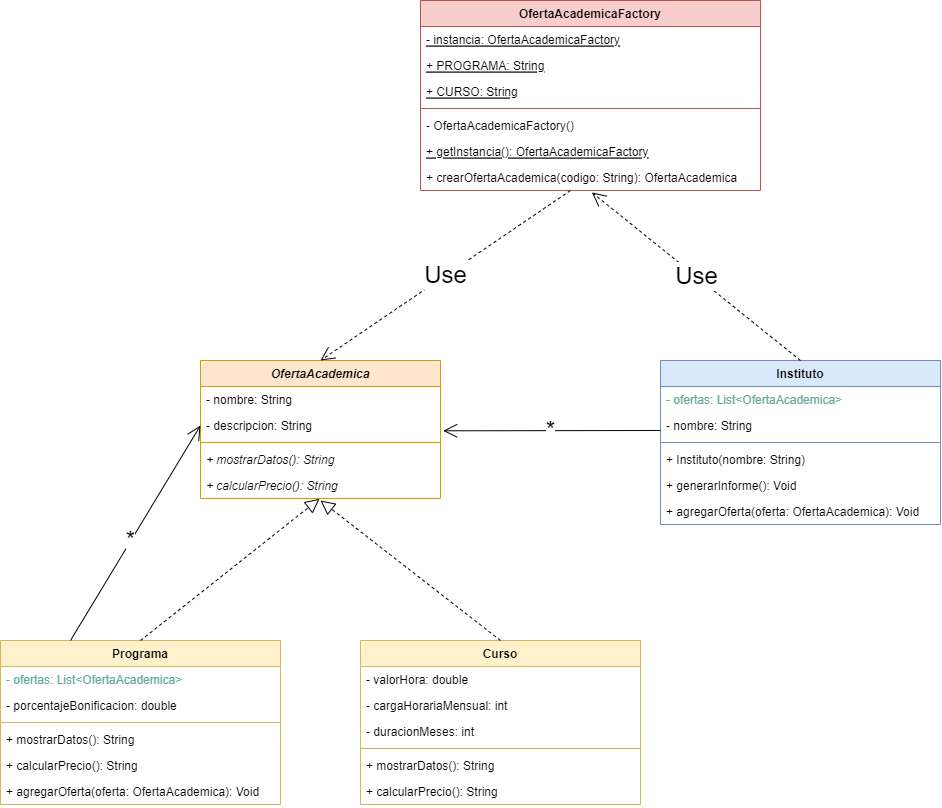 OfertaAcademicaFactory
- instancia: OfertaAcademicaFactory
+ PROGRAMA: String
+ CURSO: String
- OfertaAcademicaFactory()
+ getInstancia(): OfertaAcademicaFactory
+ crearOfertaAcademica(codigo: String): OfertaAcademica
Use
Use
OfertaAcademica
- nombre: String
- descripcion: String
+ mostrarDatos(): String
+ calcularPrecio(): String
*
Instituto
- ofertas: List<OfertaAcademica>
- nombre: String
+ Instituto(nombre: String)
+ generarInforme(): Void
+ agregarOferta(oferta: OfertaAcademica): Void
*
Programa
- ofertas: List<OfertaAcademica>
- porcentajeBonificacion: double
+ mostrarDatos(): String
+ calcularPrecio(): String
+ agregarOferta(oferta: OfertaAcademica): Void
Curso
- valorHora: double
- cargaHorariaMensual: int
- duracionMeses: int
+ mostrarDatos(): String
+ calcularPrecio(): String